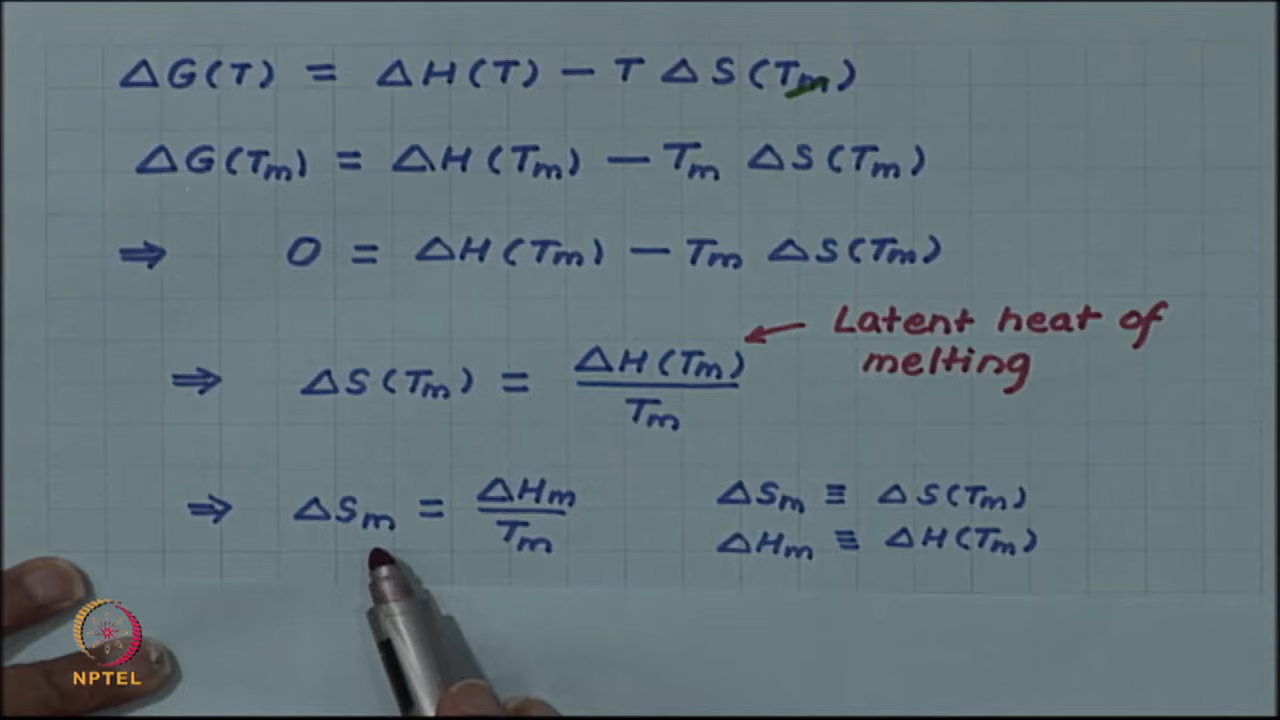 ΔG(T) = ΔH(T) − T ΔS(Tm)
ΔG(Tm) = ΔH(Tm) − Tm ΔS(Tm)
⇒ 0 = ΔH(Tm) − Tm ΔS(Tm)
⇒ ΔS(Tm) = ΔH(Tm) / Tm ← Latent heat of
melting
⇒ ΔSm = ΔHm / Tm
ΔSm ≡ ΔS(Tm)
ΔHm ≡ ΔH(Tm)
NPTEL